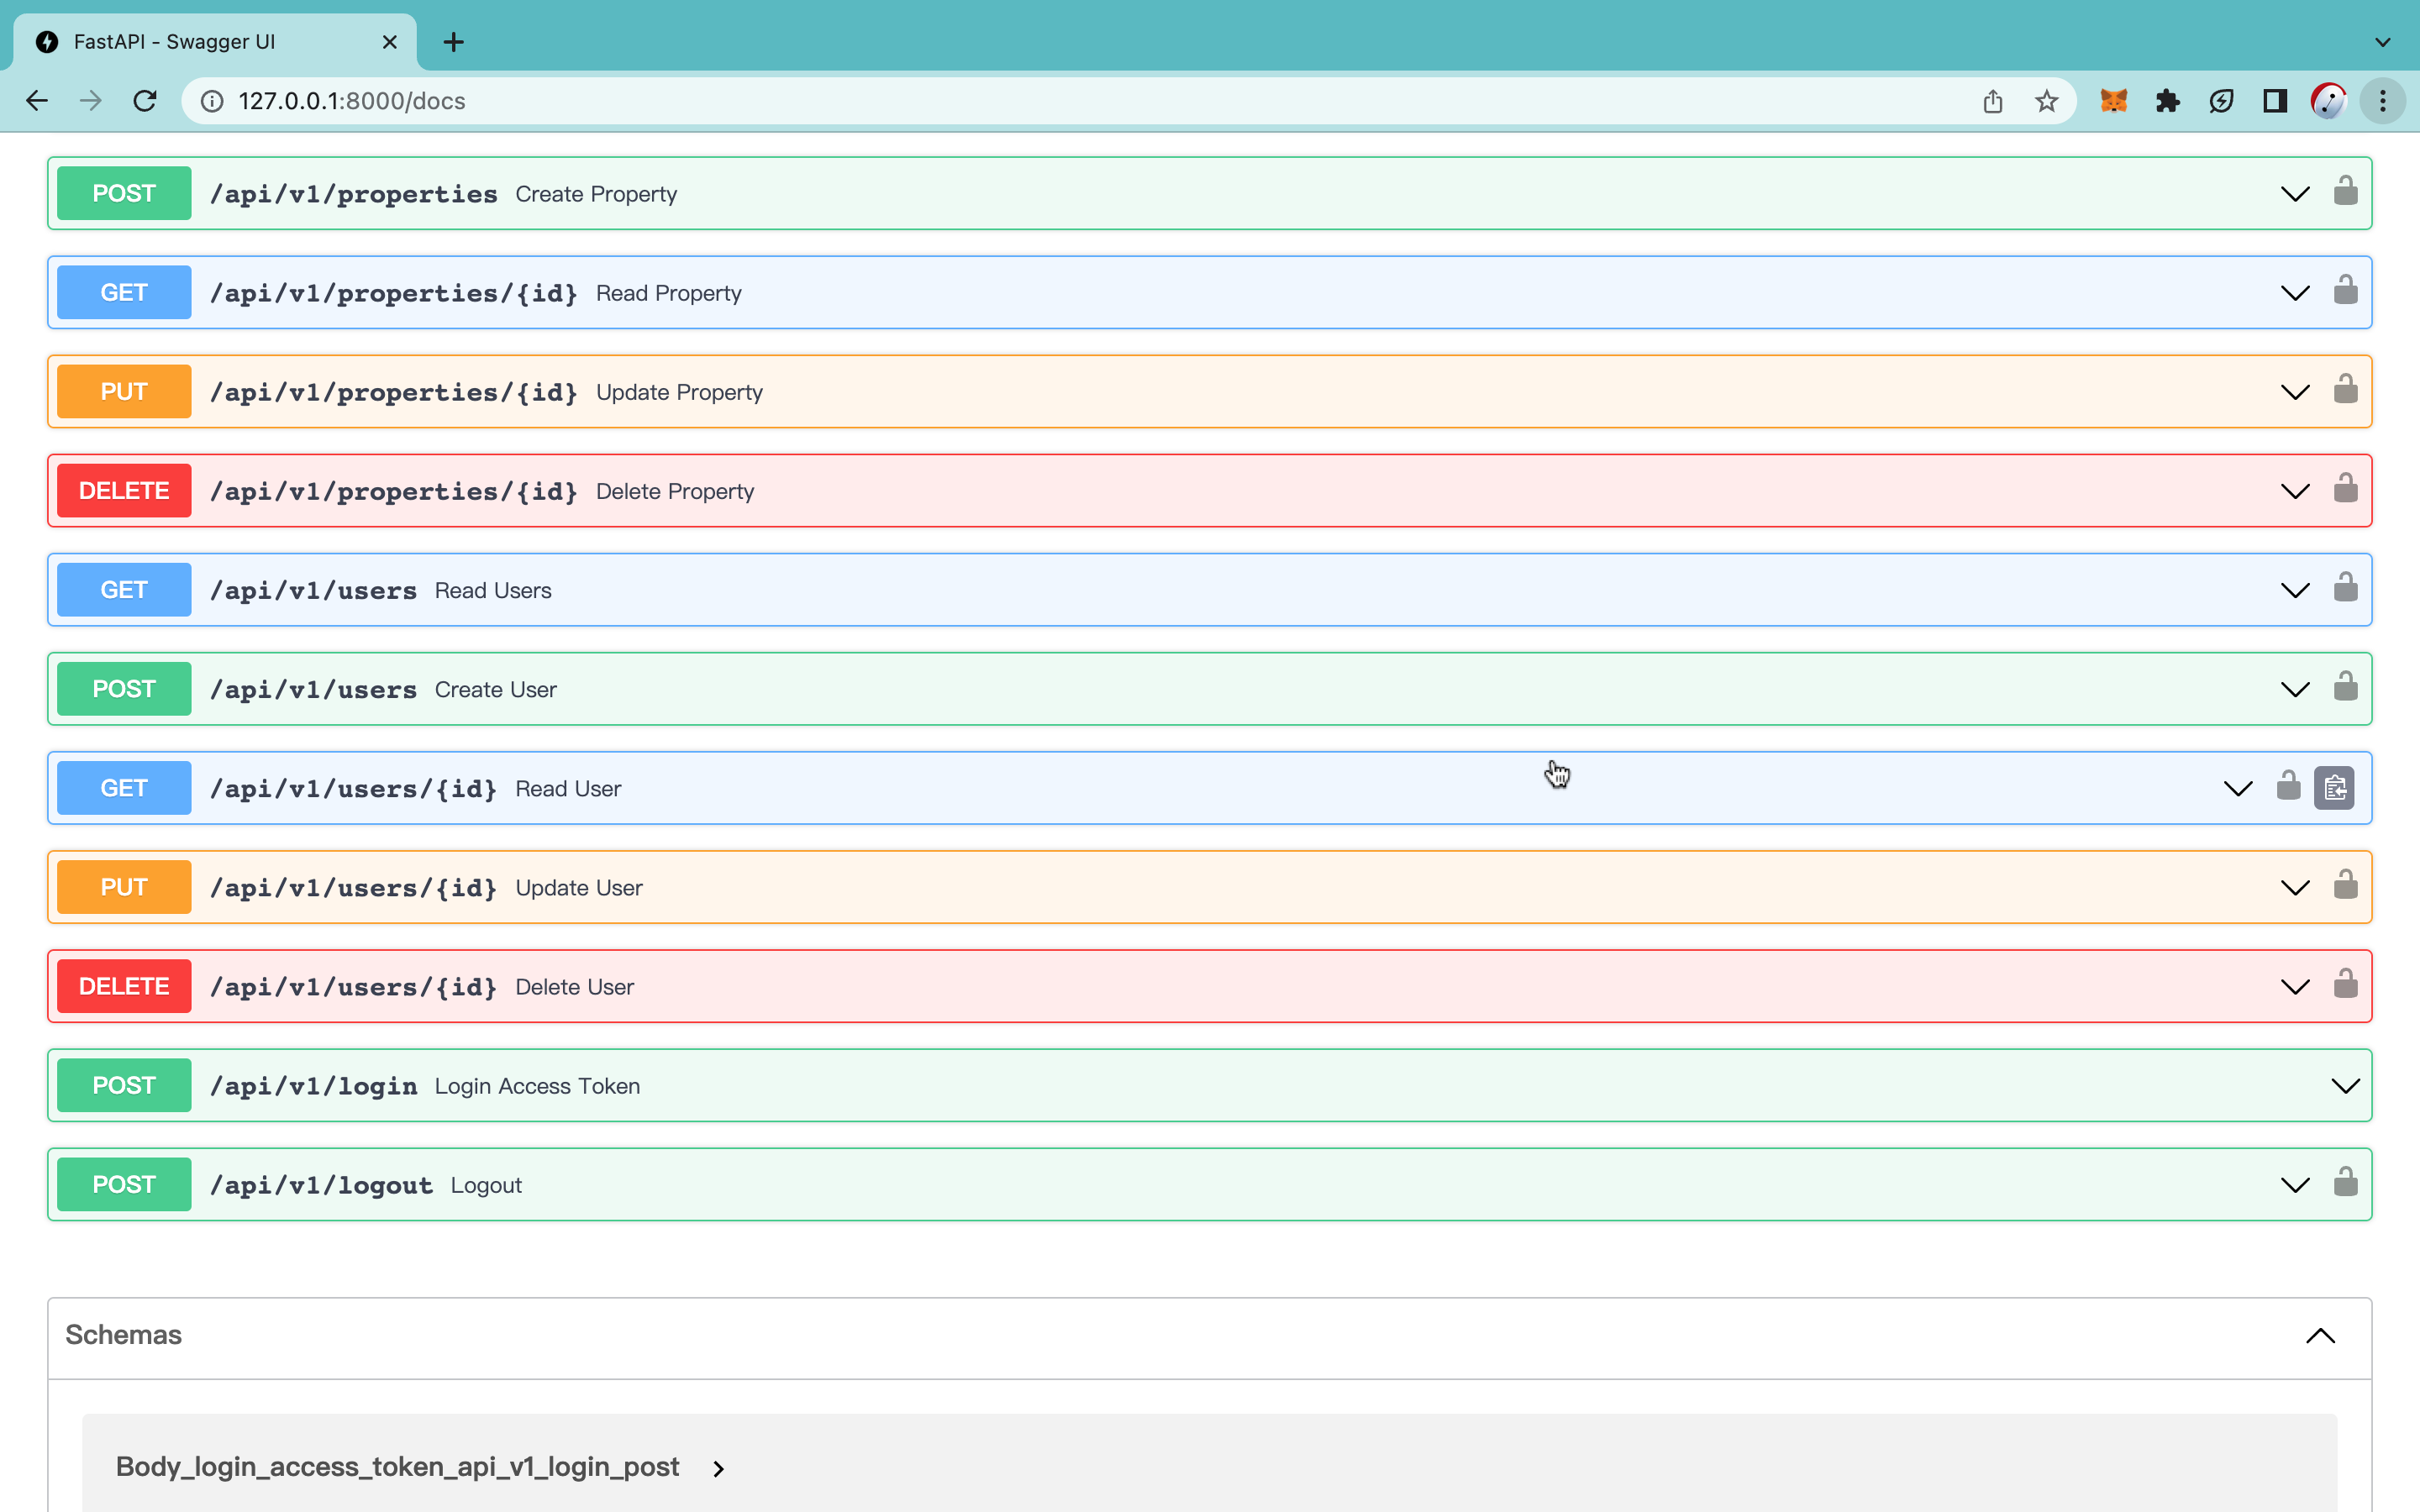 FastAPI - Swagger UI
127.0.0.1:8000/docs
POST /api/v1/properties Create Property
GET /api/v1/properties/{id} Read Property
PUT /api/v1/properties/{id} Update Property
DELETE /api/v1/properties/{id} Delete Property
GET /api/v1/users Read Users
POST /api/v1/users Create User
GET /api/v1/users/{id} Read User
PUT /api/v1/users/{id} Update User
DELETE /api/v1/users/{id} Delete User
POST /api/v1/login Login Access Token
POST /api/v1/logout Logout
Schemas
Body_login_access_token_api_v1_login_post